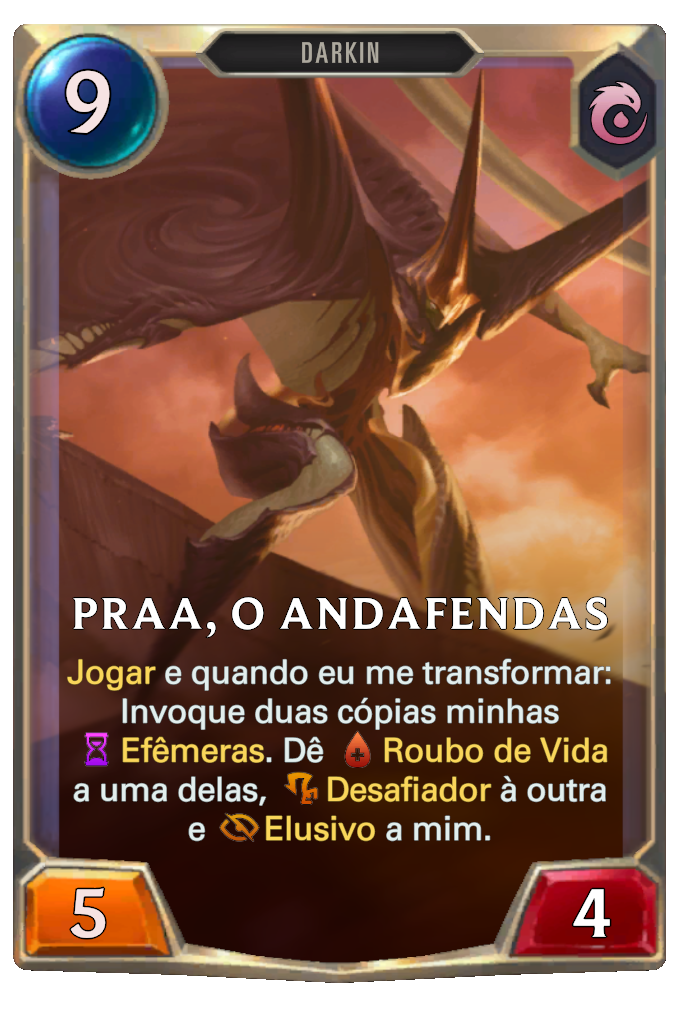 DARKIN
9
PRAA, O ANDAFENDAS
Jogar e quando eu me transformar:
Invoque duas cópias minhas
Efêmeras. Dê Roubo de Vida
a uma delas, Desafiador à outra
e Elusivo a mim.
5
4